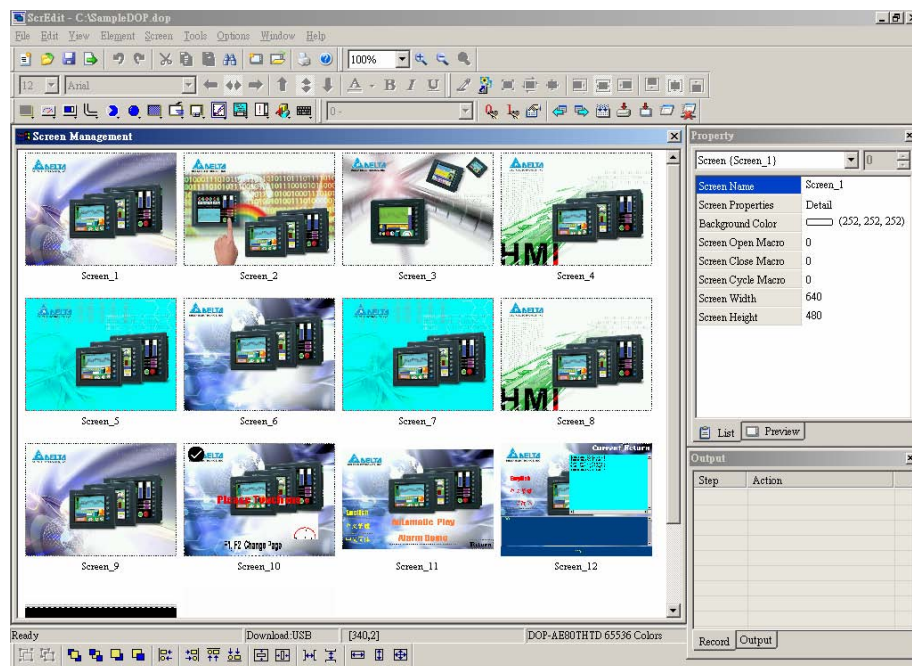 ScrEdit - C:\SampleDOP.dop
File Edit View Element Screen Tools Options Window Help
100%
12 Arial
A B I U
0 -
Screen Management
DELTA DELTA DELTA DELTA
HMI
Screen_1 Screen_2 Screen_3 Screen_4
DELTA DELTA DELTA DELTA
HMI
Screen_5 Screen_6 Screen_7 Screen_8
DELTA DELTA DELTA
Current Return
F1, F2 Change Page
Automatic Play
Alarm Demo
Return
Screen_9 Screen_10 Screen_11 Screen_12
Property
Screen {Screen_1} 0
Screen Name Screen_1
Screen Properties Detail
Background Color (252, 252, 252)
Screen Open Macro 0
Screen Close Macro 0
Screen Cycle Macro 0
Screen Width 640
Screen Height 480
List Preview
Output
Step Action
Record Output
Ready Download:USB [340,2] DOP-AE80THTD 65536 Colors